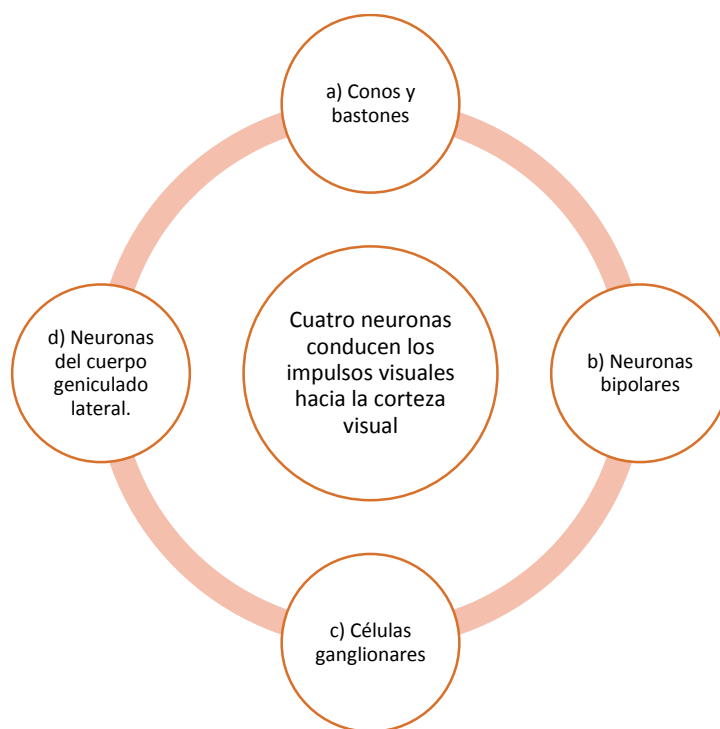 a) Conos y
bastones
Cuatro neuronas
conducen los
impulsos visuales
hacia la corteza
visual
d) Neuronas
del cuerpo
geniculado
lateral.
b) Neuronas
bipolares
c) Células
ganglionares